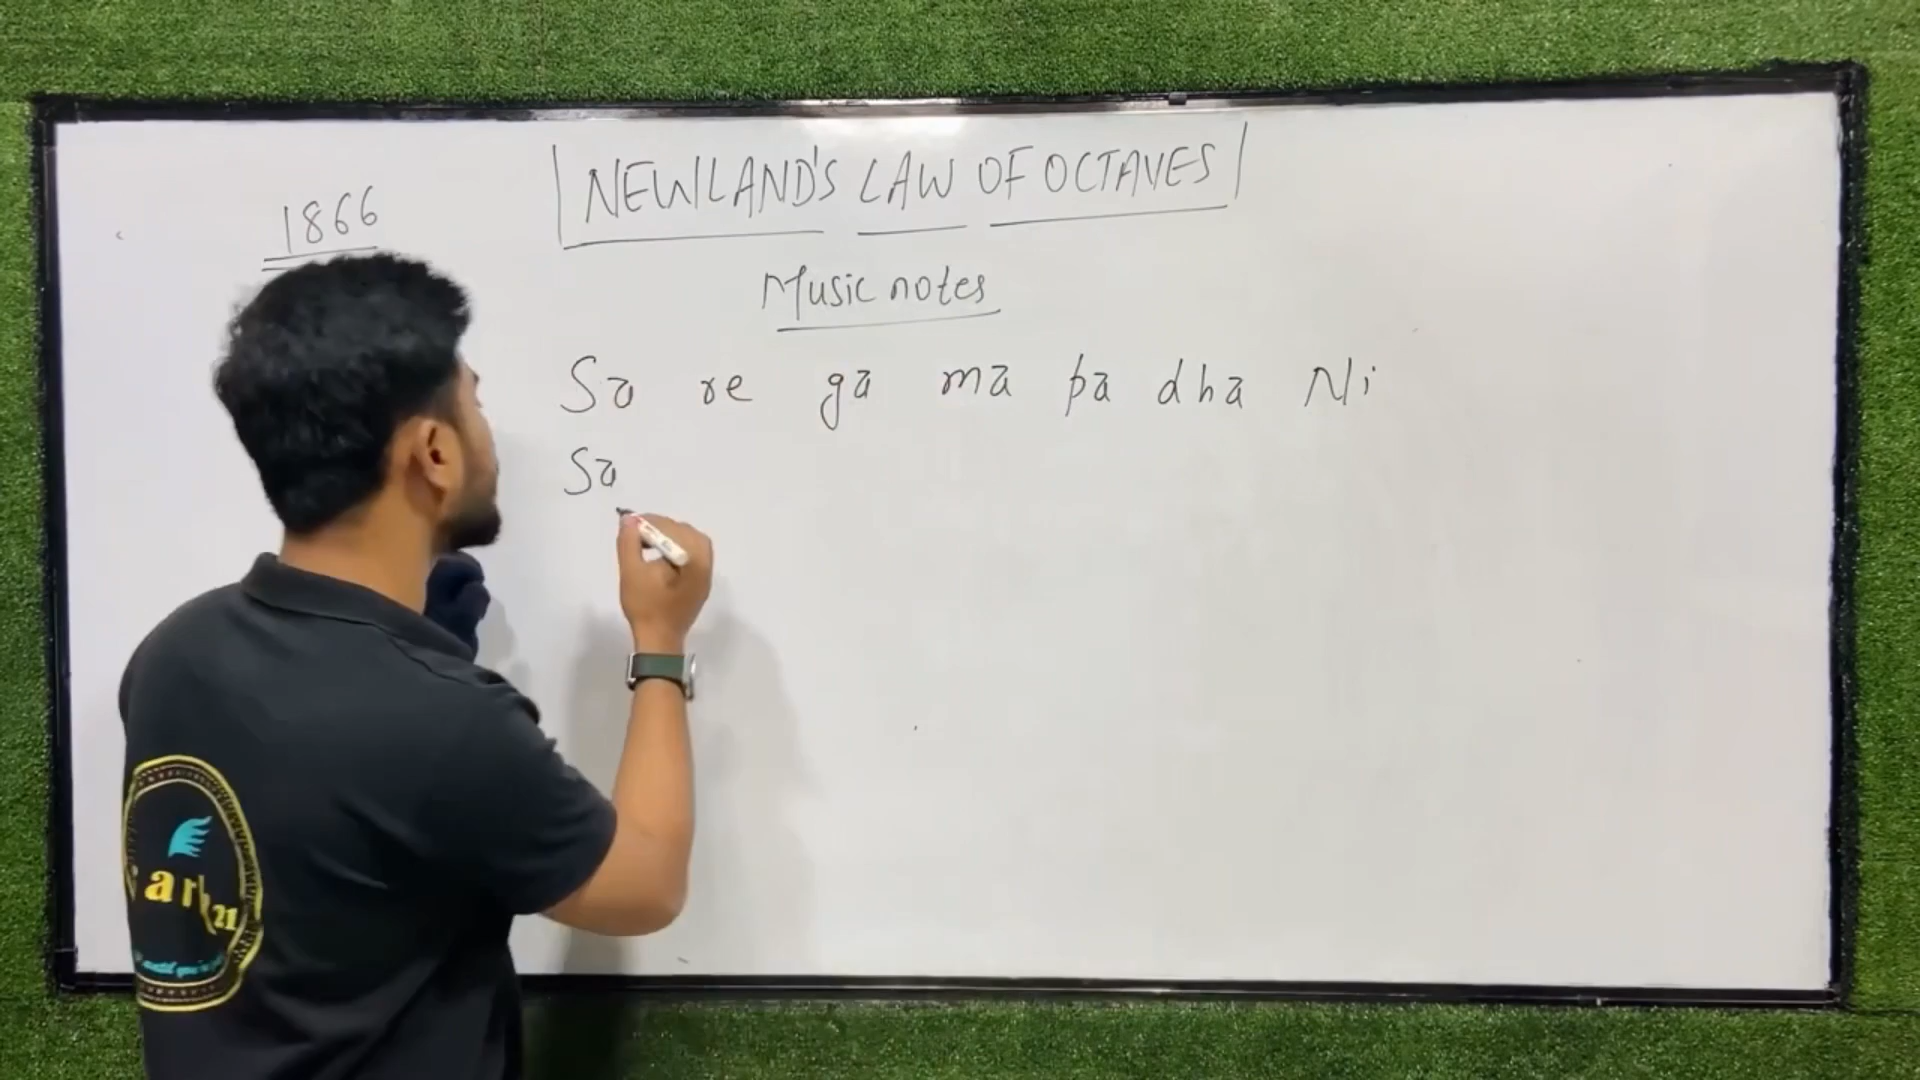 1866
NEWLAND'S LAW OF OCTAVES
Music notes
Sa re ga ma pa dha Ni
Sa